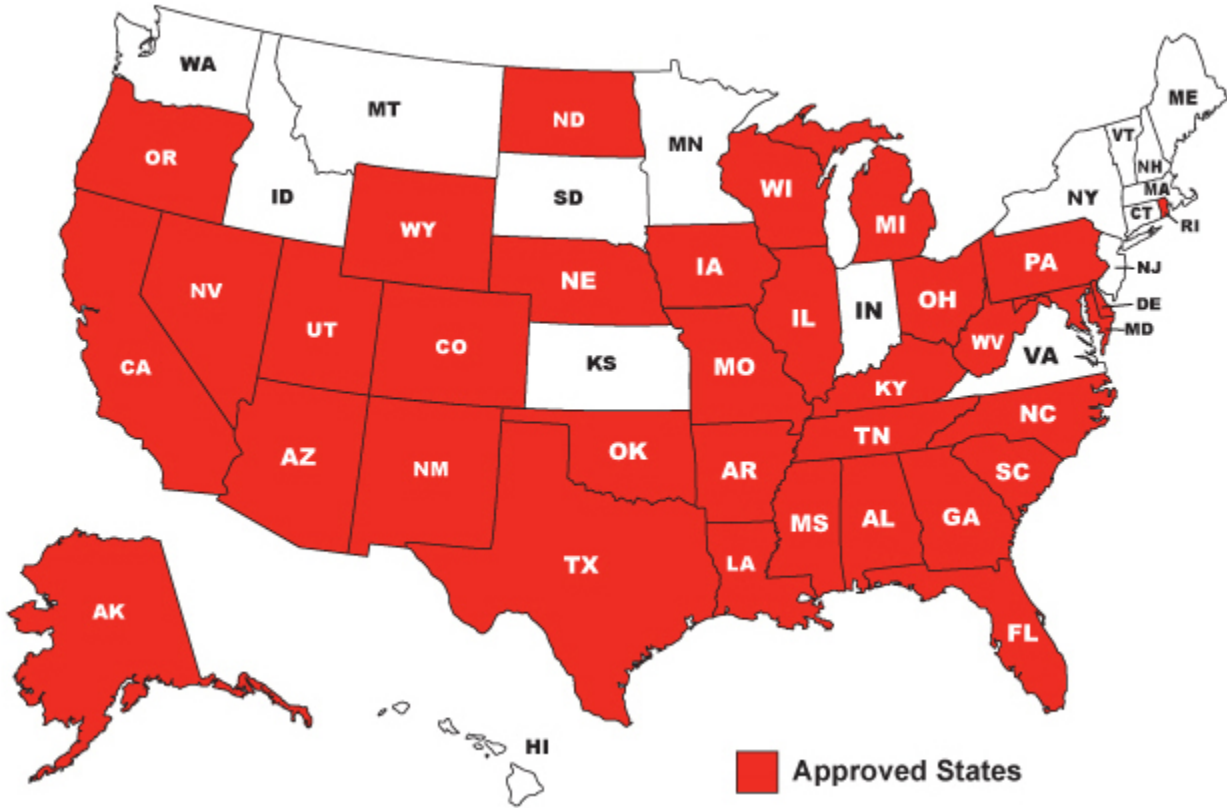 WA
MT
ND
MN
ME
VT
NH
OR
ID
SD
WI
NY
MA
CT
RI
WY
MI
IA
PA
NJ
NV
NE
OH
DE
UT
CO
IL
IN
WV
MD
CA
KS
MO
KY
VA
NC
TN
AZ
NM
OK
AR
SC
MS
AL
GA
TX
LA
AK
FL
HI
Approved States